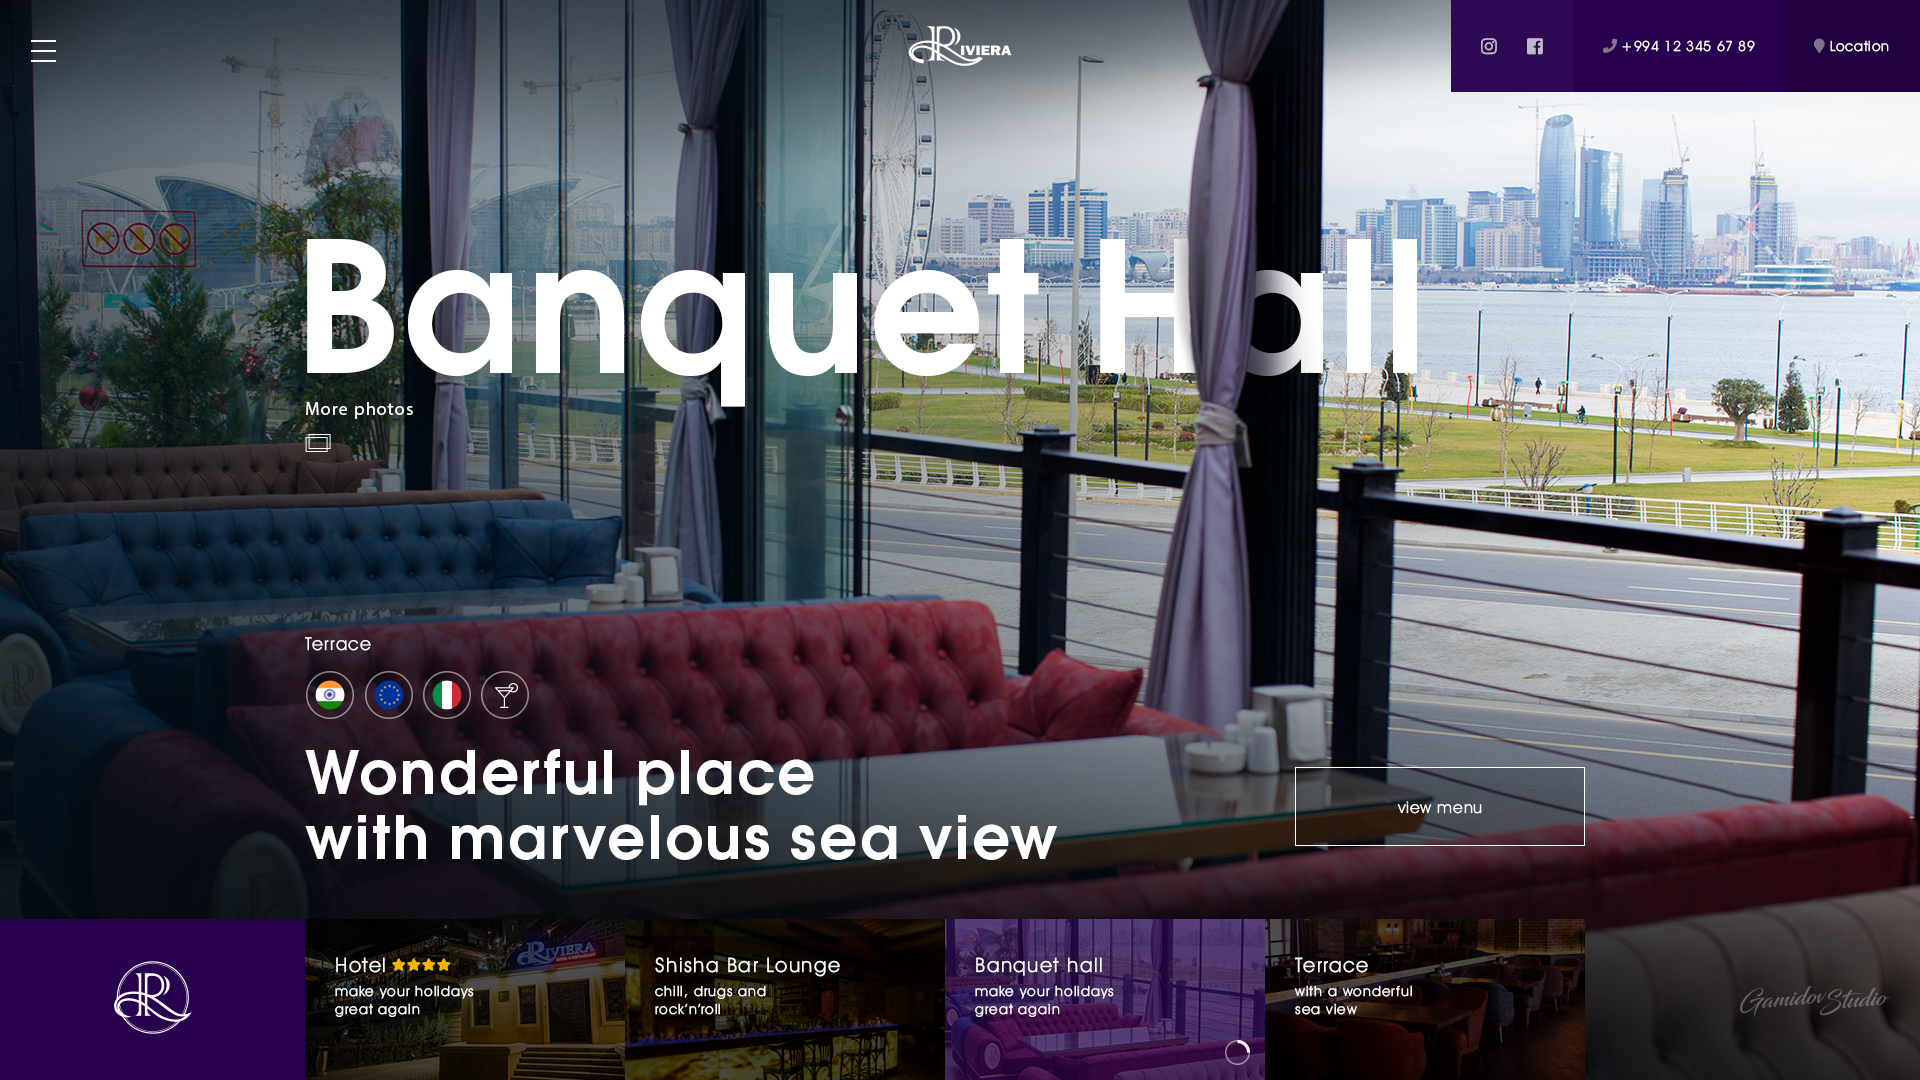 RIVIERA
+994 12 345 67 89
Location
Banquet Hall
More photos
Terrace
Wonderful place
with marvelous sea view
view menu
Hotel
make your holidays
great again
RIVIERA
Shisha Bar Lounge
chill, drugs and
rock'n'roll
Banquet hall
make your holidays
great again
Terrace
with a wonderful
sea view
R
Gamidov Studio